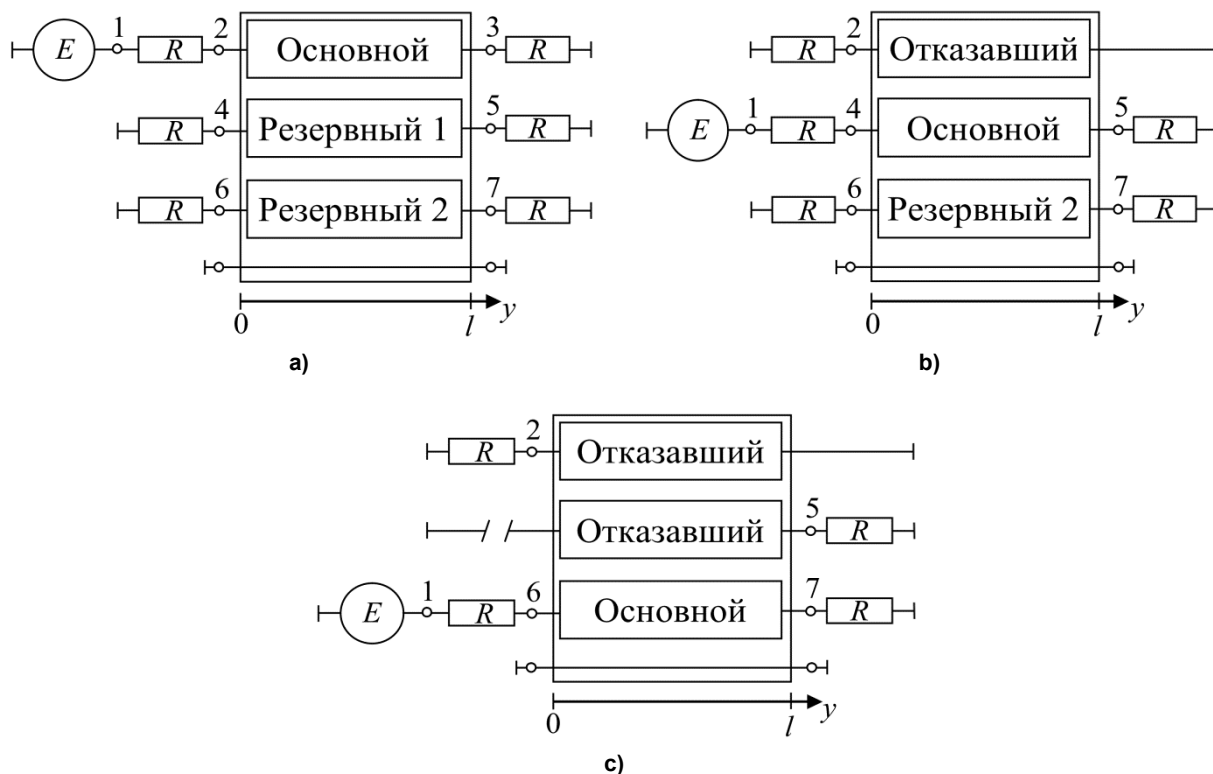 1 2 3
E R Основной R
4 5
R Резервный 1 R
6 7
R Резервный 2 R
0 l y
a)
2
R Отказавший
1 4 5
E R Основной R
6 7
R Резервный 2 R
0 l y
b)
2
R Отказавший
5
Отказавший R
1 6 7
E R Основной R
0 l y
c)